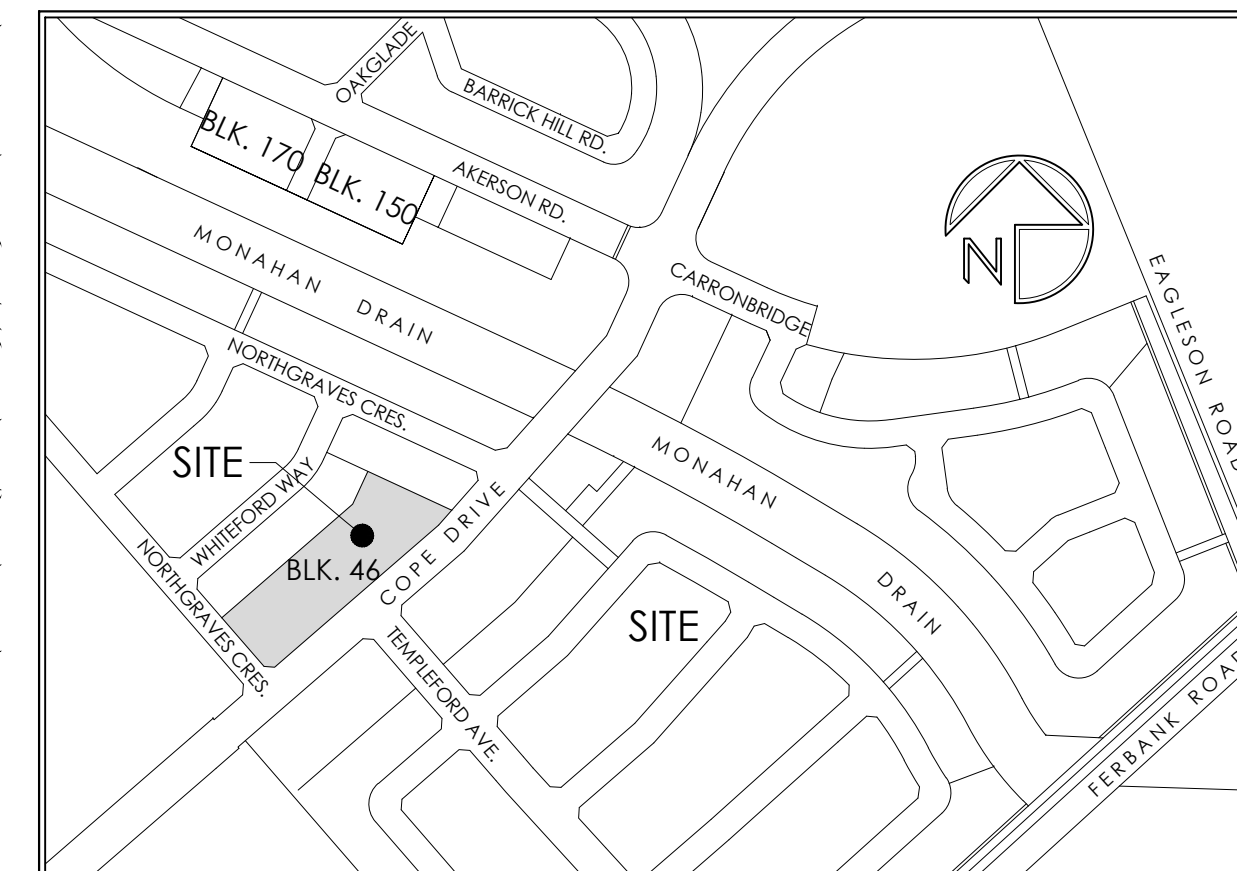 OAKGLADE
BARRICK HILL RD.
BLK. 170
BLK. 150
AKERSON RD.
MONAHAN DRAIN
N
CARRONBRIDGE
EAGLESON ROAD
NORTHGRAVES CRES.
SITE
WHITEFORD WAY
MONAHAN
DRAIN
COPE DRIVE
BLK. 46
NORTHGRAVES CRES.
SITE
TEMPLEFORD AVE.
FERBANK ROAD